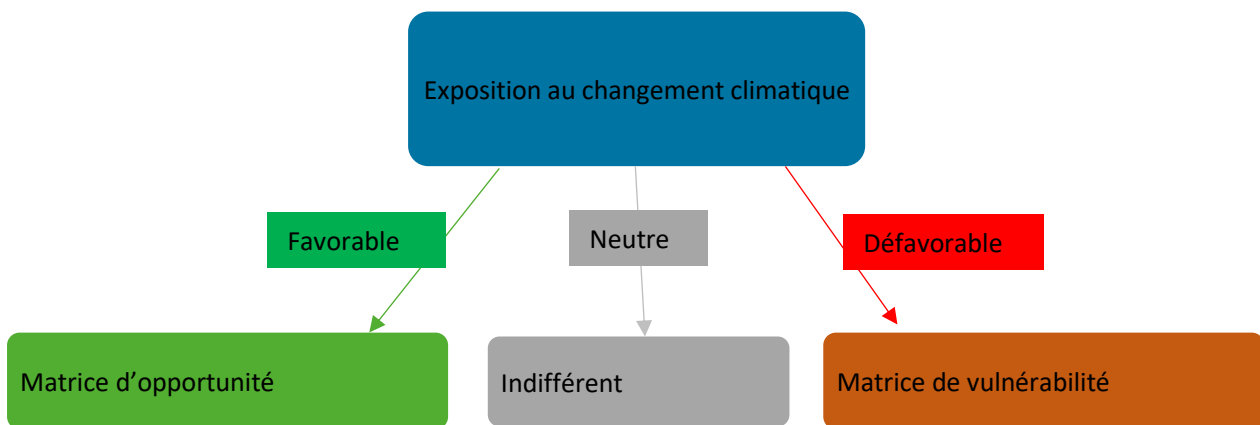 Exposition au changement climatique
Favorable
Neutre
Défavorable
Matrice d’opportunité
Indifférent
Matrice de vulnérabilité